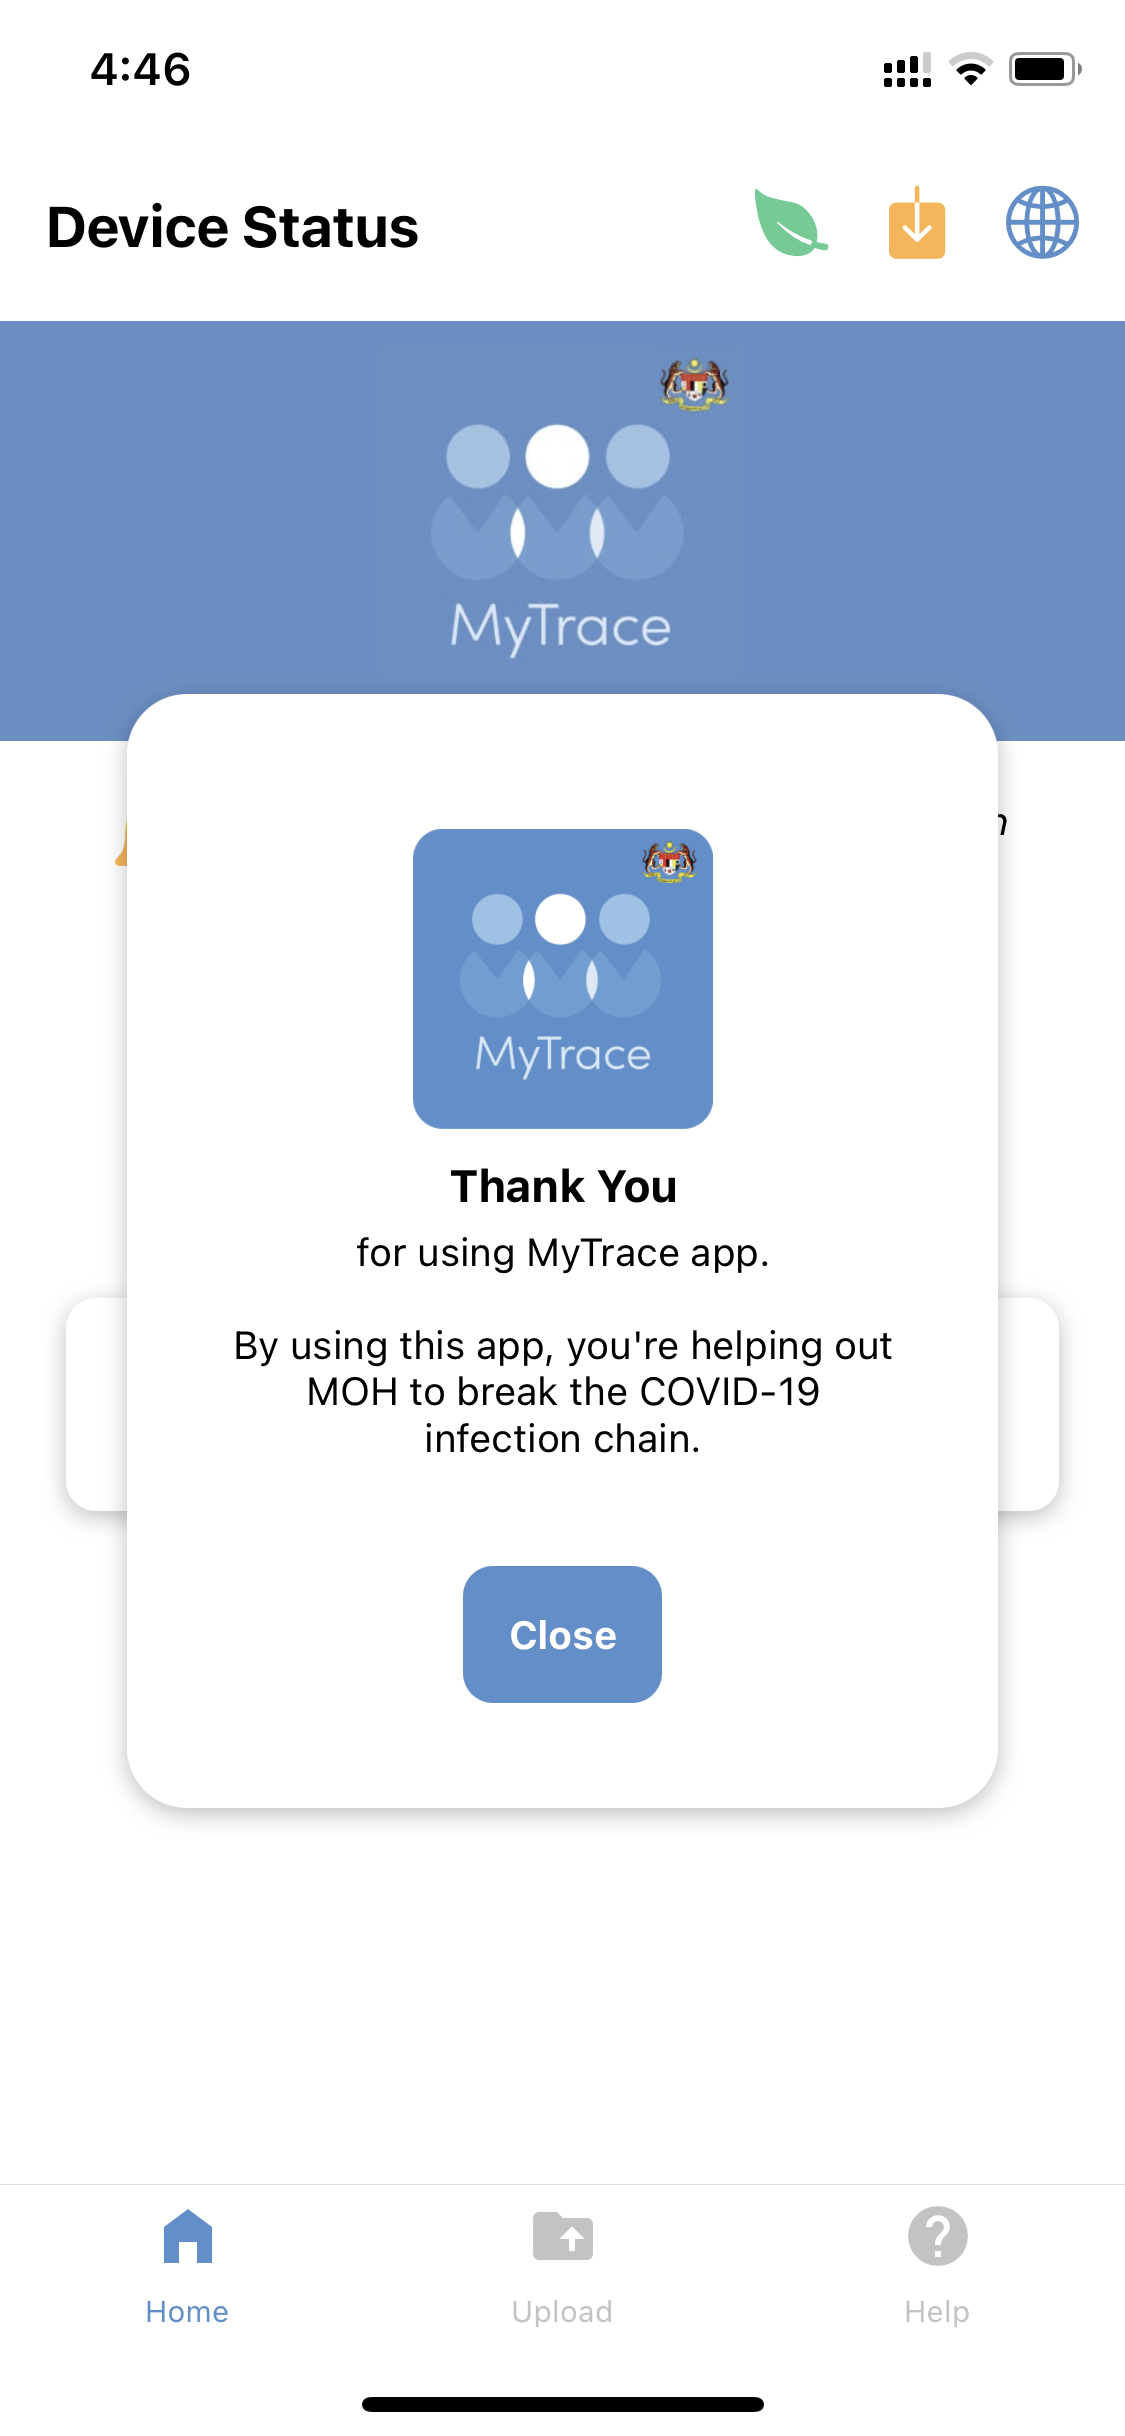 4:46
Device Status
MyTrace
MyTrace
Thank You
for using MyTrace app.
By using this app, you're helping out
MOH to break the COVID-19
infection chain.
Close
Home
Upload
Help